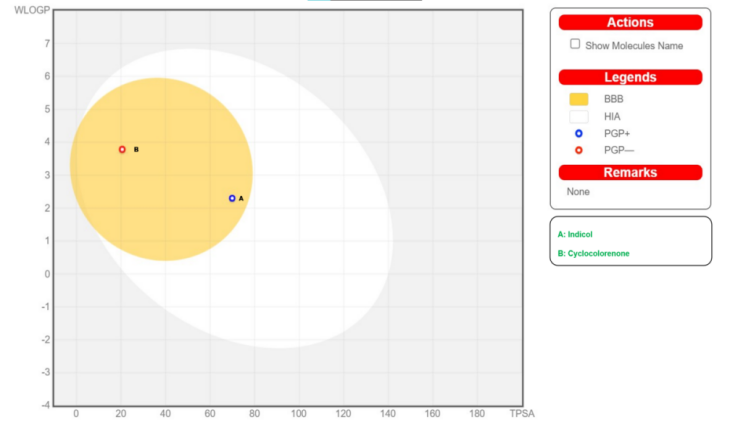 WLOGP
7
6
5
4
3
2
1
0
-1
-2
-3
-4
0 20 40 60 80 100 120 140 160 180 TPSA
B
A
Actions
Show Molecules Name
Legends
BBB
HIA
PGP+
PGP—
Remarks
None
A: Indicol
B: Cyclocolorenone